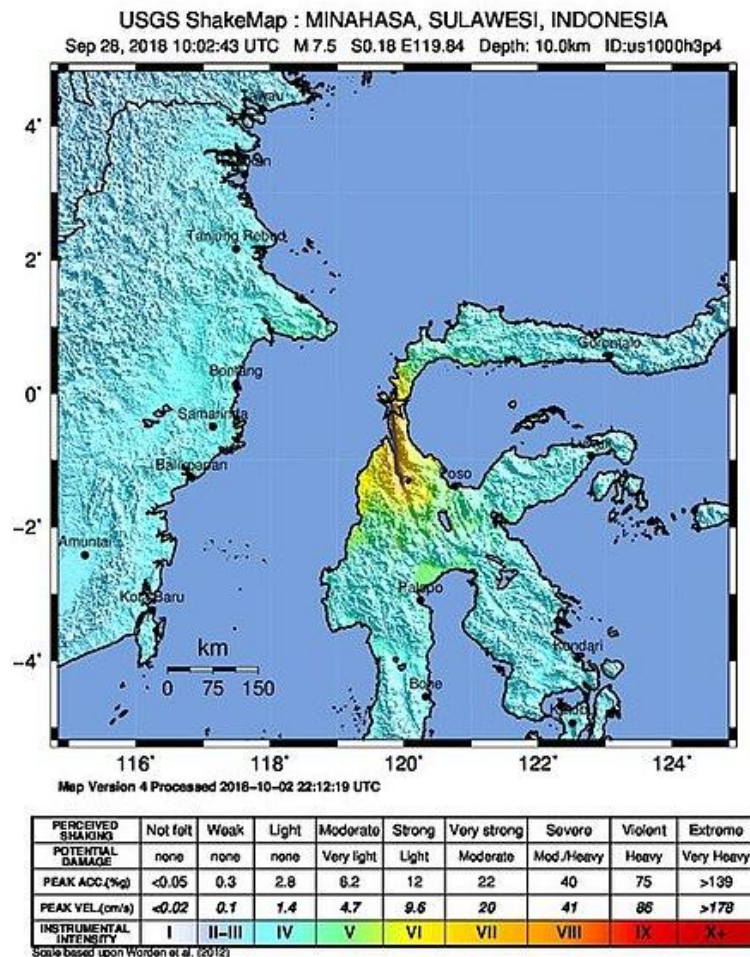 USGS ShakeMap : MINAHASA, SULAWESI, INDONESIA
Sep 28, 2018 10:02:43 UTC M 7.5 S0.18 E119.84 Depth: 10.0km ID:us1000h3p4
4°
Tanjung Redeb
2°
Gorontalo
Bontang
0°
Samarinda
Balikpapan
Poso
−2°
Amuntai
Kota Baru
Palopo
km
Kendari
−4°
0 75 150
Bone
116° 118° 120° 122° 124°
Map Version 4 Processed 2018−10−02 22:12:19 UTC
PERCEIVED SHAKING Not felt Weak Light Moderate Strong Very strong Severe Violent Extreme
POTENTIAL DAMAGE none none none Very light Light Moderate Mod./Heavy Heavy Very Heavy
PEAK ACC.(%g) <0.05 0.3 2.8 6.2 12 22 40 75 >139
PEAK VEL.(cm/s) <0.02 0.1 1.4 4.7 9.6 20 41 86 >178
INSTRUMENTAL INTENSITY I II−III IV V VI VII VIII IX X+
Scale based upon Worden et al. (2012)